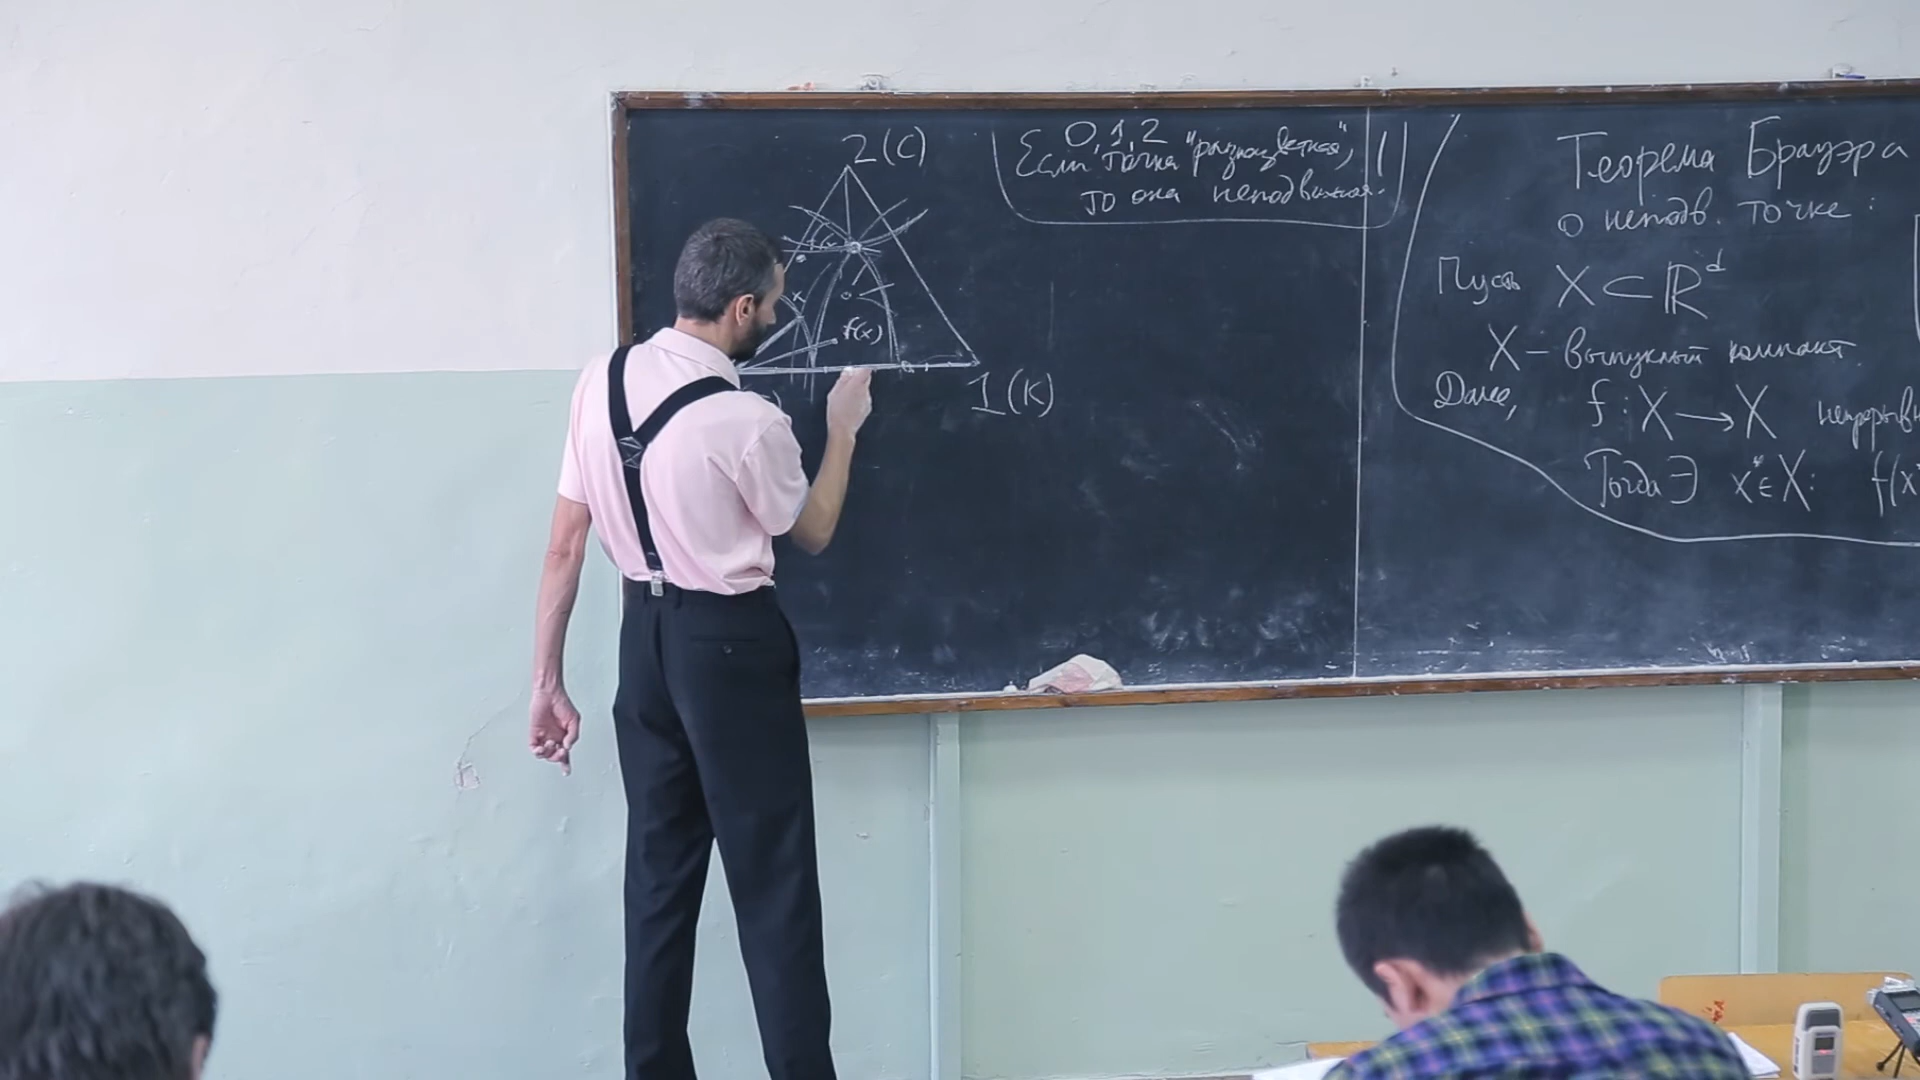 2(C)
f(x)
1(K)
0,1,2
Если точка "разноцветная",
то она неподвижная.
Теорема Брауэра
о неподв. точке:
Пусть X ⊂ ℝᵈ
X – выпуклый компакт.
Далее, f: X → X непрерывн
Тогда ∃ x* ∈ X: f(x*